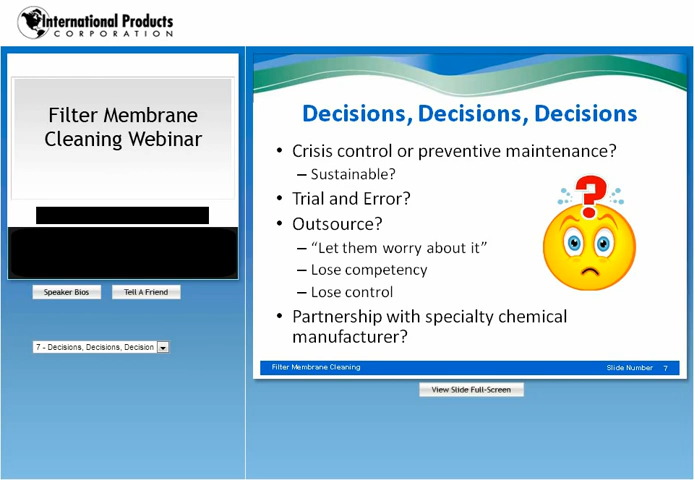 International Products
CORPORATION
Filter Membrane
Cleaning Webinar
Speaker Bios
Tell A Friend
7 - Decisions, Decisions, Decision
Decisions, Decisions, Decisions
• Crisis control or preventive maintenance?
– Sustainable?
• Trial and Error?
• Outsource?
– “Let them worry about it”
– Lose competency
– Lose control
• Partnership with specialty chemical
manufacturer?
?
Filter Membrane Cleaning
Slide Number 7
View Slide Full-Screen